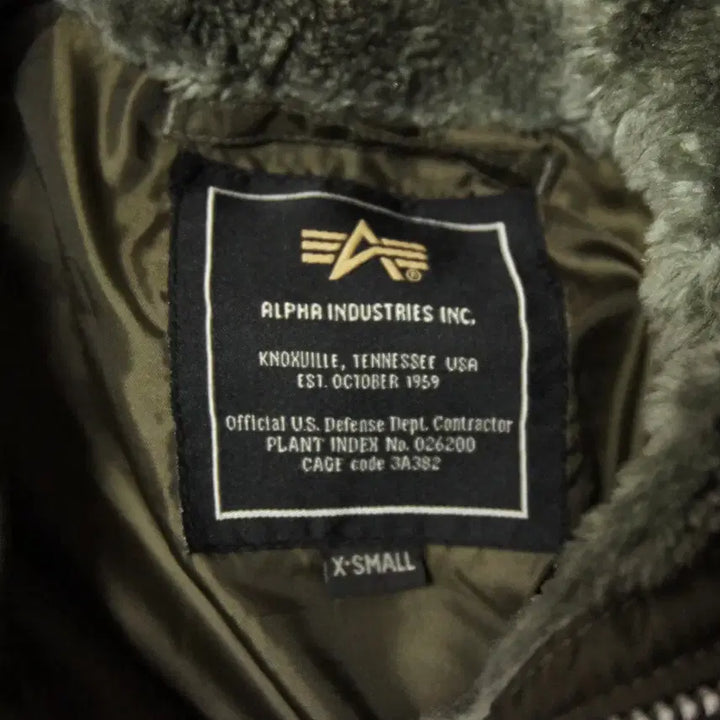 ALPHA INDUSTRIES INC.
KNOXVILLE, TENNESSEE USA
EST. OCTOBER 1959
Official U.S. Defense Dept. Contractor
PLANT INDEX No. 026200
CAGE code 3A382
X-SMALL